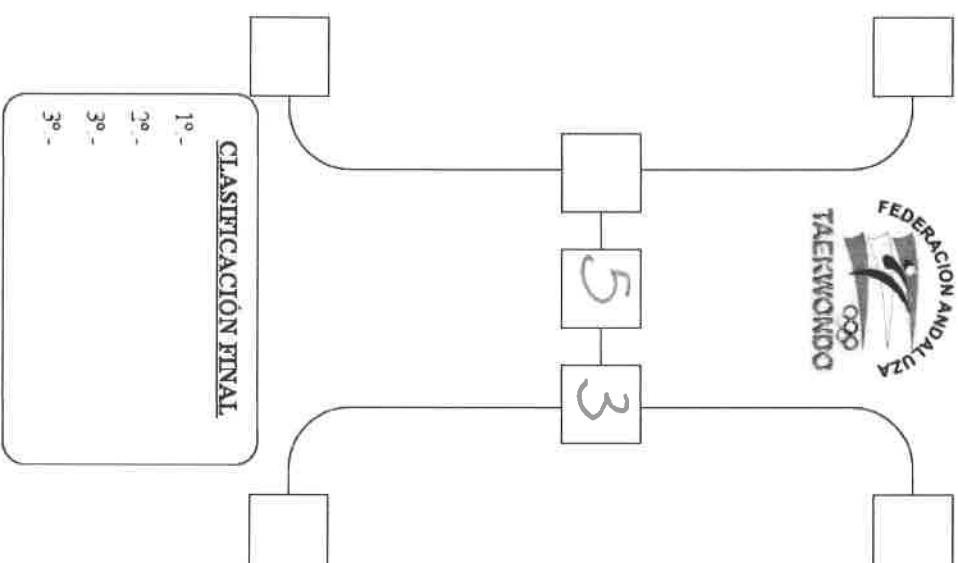 FEDERACION ANDALUZA
TAEKWONDO
5
3
CLASIFICACIÓN FINAL
1º.-
2º.-
3º.-
3º.-